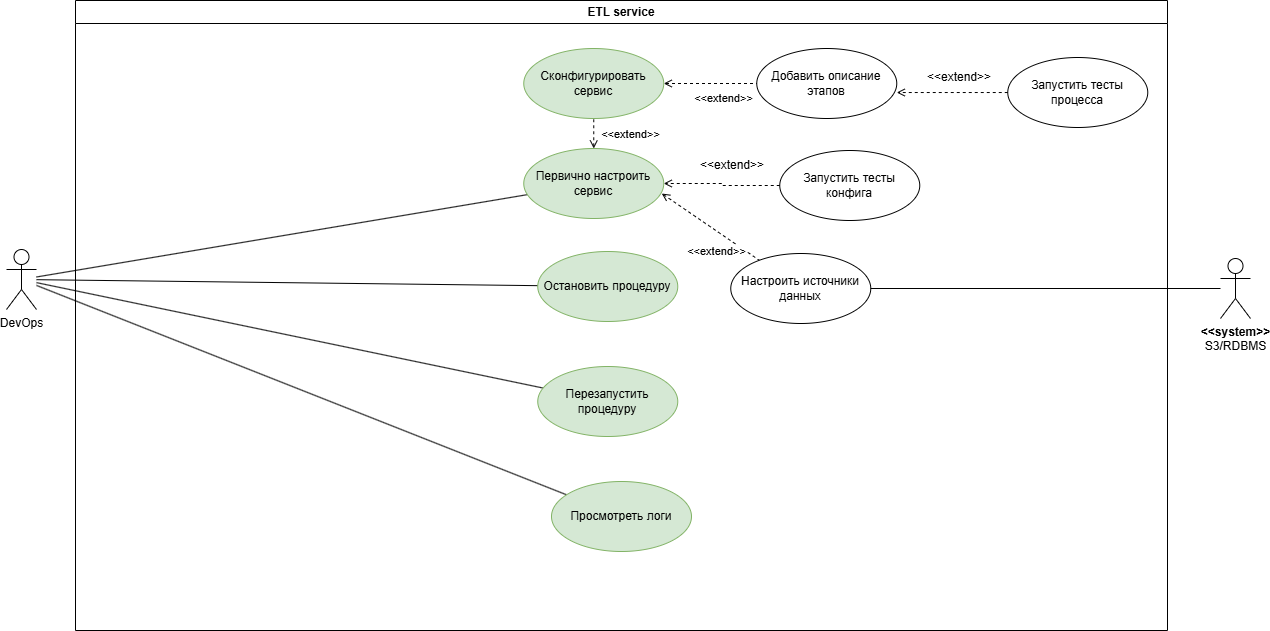 ETL service
Сконфигурировать
сервис
<<extend>>
Добавить описание
этапов
<<extend>>
Запустить тесты
процесса
<<extend>>
Первично настроить
сервис
<<extend>>
Запустить тесты
конфига
<<extend>>
Настроить источники
данных
Остановить процедуру
DevOps
<<system>>
S3/RDBMS
Перезапустить
процедуру
Просмотреть логи